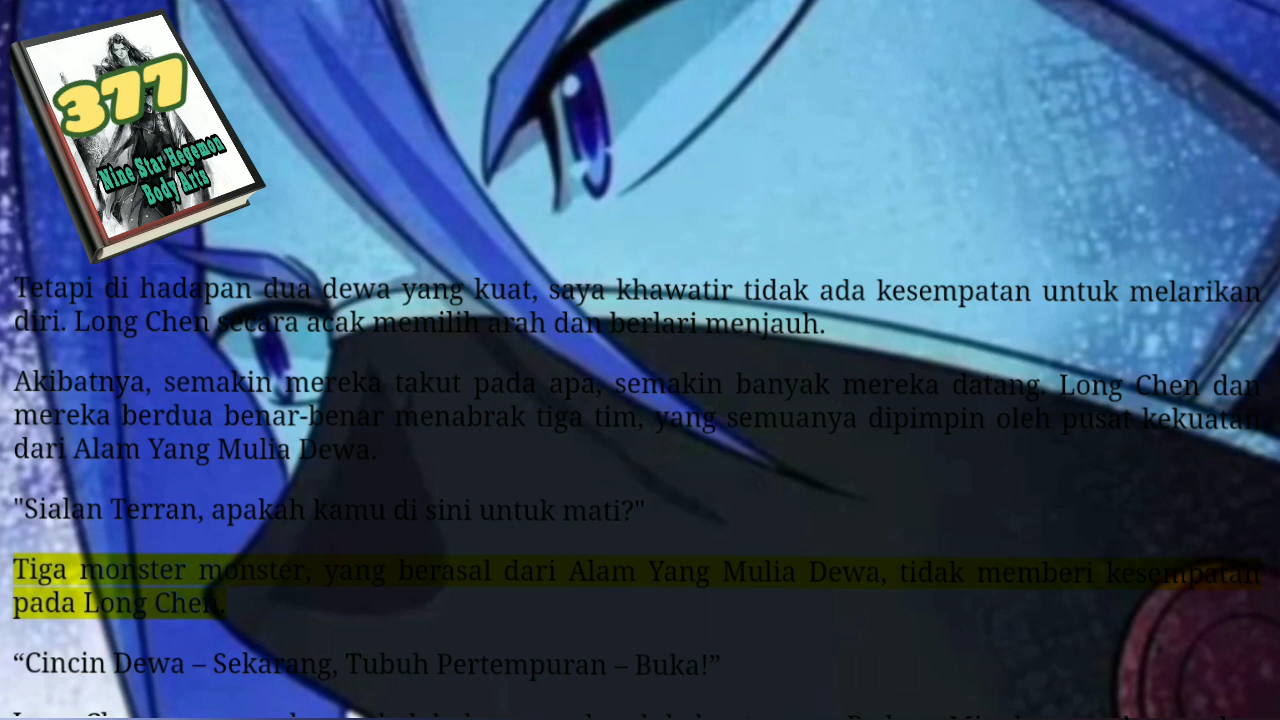 377
Nine Star Hegemon
Body Arts
Tetapi di hadapan dua dewa yang kuat, saya khawatir tidak ada kesempatan untuk melarikan
diri. Long Chen secara acak memilih arah dan berlari menjauh.
Akibatnya, semakin mereka takut pada apa, semakin banyak mereka datang. Long Chen dan
mereka berdua benar-benar menabrak tiga tim, yang semuanya dipimpin oleh pusat kekuatan
dari Alam Yang Mulia Dewa.
"Sialan Terran, apakah kamu di sini untuk mati?"
Tiga monster monster, yang berasal dari Alam Yang Mulia Dewa, tidak memberi kesempatan
pada Long Chen.
“Cincin Dewa – Sekarang, Tubuh Pertempuran – Buka!”